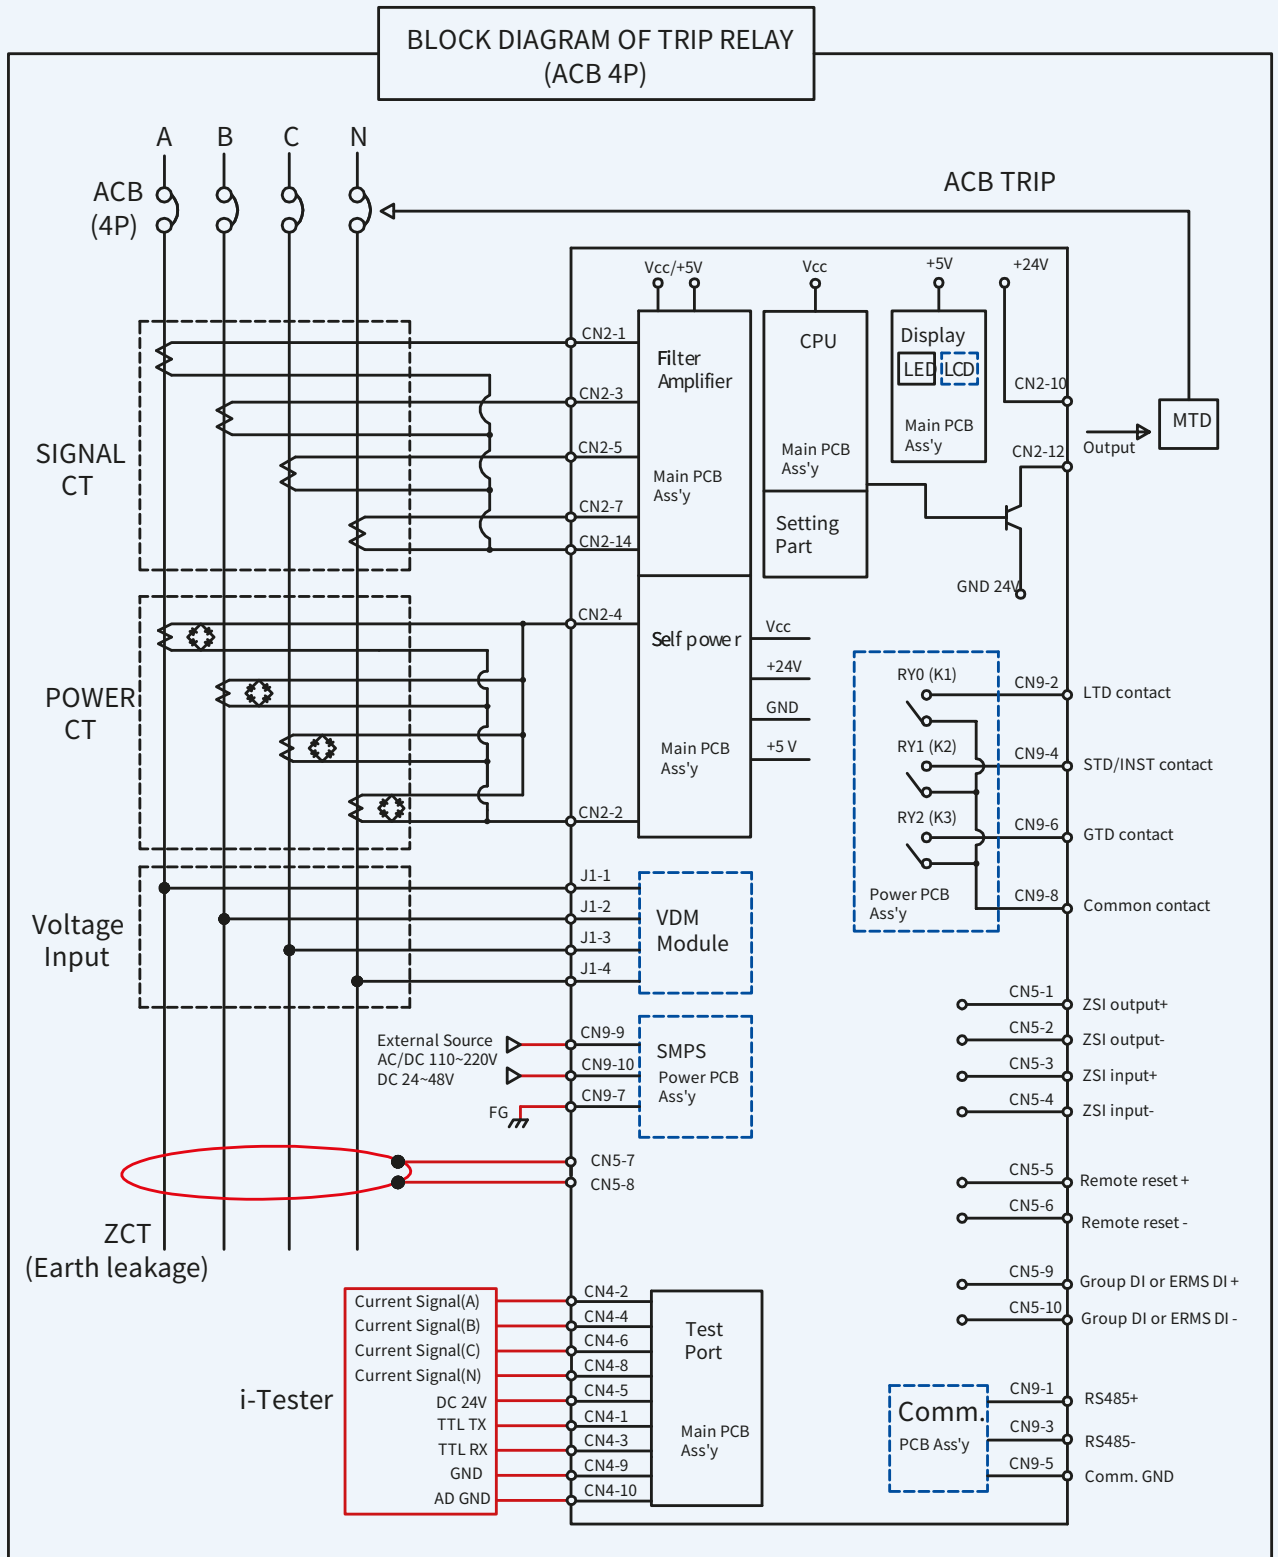 BLOCK DIAGRAM OF TRIP RELAY
(ACB 4P)
A
B
C
N
ACB
(4P)
ACB TRIP
SIGNAL
CT
CN2-1
CN2-3
CN2-5
CN2-7
CN2-14
Vcc/+5V
Filter
Amplifier
Main PCB
Ass'y
Vcc
CPU
Main PCB
Ass'y
Setting
Part
+5V
Display
LED
LCD
Main PCB
Ass'y
+24V
CN2-10
CN2-12
GND 24V
Output
MTD
POWER
CT
CN2-4
CN2-2
Self power
Main PCB
Ass'y
Vcc
+24V
GND
+5 V
RY0 (K1)
RY1 (K2)
RY2 (K3)
Power PCB
Ass'y
CN9-2
LTD contact
CN9-4
STD/INST contact
CN9-6
GTD contact
CN9-8
Common contact
Voltage
Input
J1-1
J1-2
J1-3
J1-4
VDM
Module
External Source
AC/DC 110~220V
DC 24~48V
FG
CN9-9
CN9-10
CN9-7
SMPS
Power PCB
Ass'y
CN5-1
ZSI output+
CN5-2
ZSI output-
CN5-3
ZSI input+
CN5-4
ZSI input-
CN5-7
CN5-8
ZCT
(Earth leakage)
CN5-5
Remote reset +
CN5-6
Remote reset -
CN5-9
Group DI or ERMS DI +
CN5-10
Group DI or ERMS DI -
i-Tester
Current Signal(A)
Current Signal(B)
Current Signal(C)
Current Signal(N)
DC 24V
TTL TX
TTL RX
GND
AD GND
CN4-2
CN4-4
CN4-6
CN4-8
CN4-5
CN4-1
CN4-3
CN4-9
CN4-10
Test
Port
Main PCB
Ass'y
Comm.
PCB Ass'y
CN9-1
RS485+
CN9-3
RS485-
CN9-5
Comm. GND